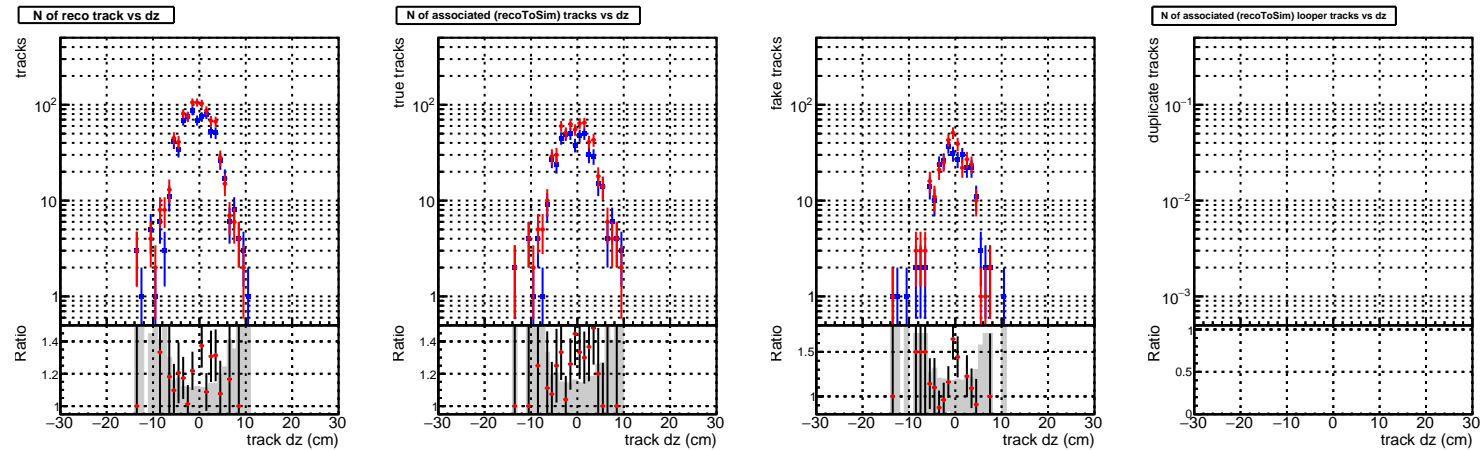 N of reco track vs dz
tracks
10²
10
1
Ratio
1.4
1.2
1
−30 −20 −10 0 10 20 30
track dz (cm)
N of associated (recoToSim) tracks vs dz
true tracks
10²
10
1
Ratio
1.4
1.2
1
−30 −20 −10 0 10 20 30
track dz (cm)
fake tracks
10²
10
1
Ratio
1.5
1
−30 −20 −10 0 10 20 30
track dz (cm)
N of associated (recoToSim) looper tracks vs dz
duplicate tracks
10⁻¹
10⁻²
10⁻³
Ratio
1
0.5
0
−30 −20 −10 0 10 20 30
track dz (cm)